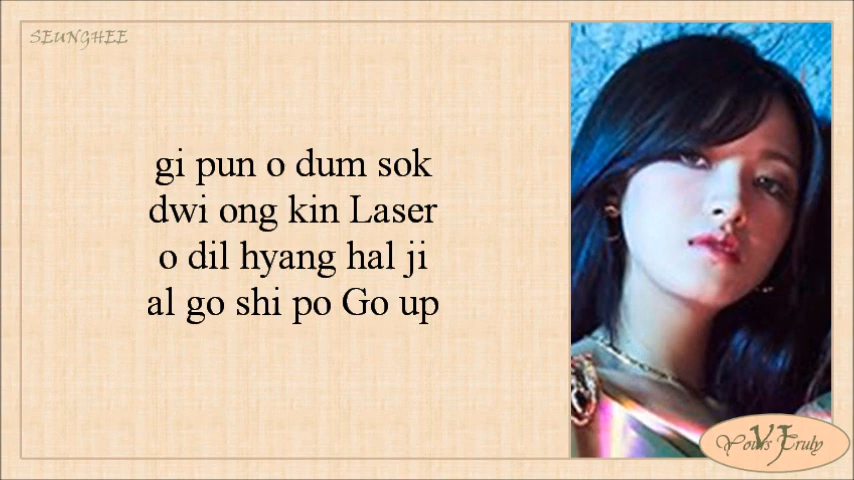 SEUNGHEE
gi pun o dum sok
dwi ong kin Laser
o dil hyang hal ji
al go shi po Go up
Yours Truly
VJ